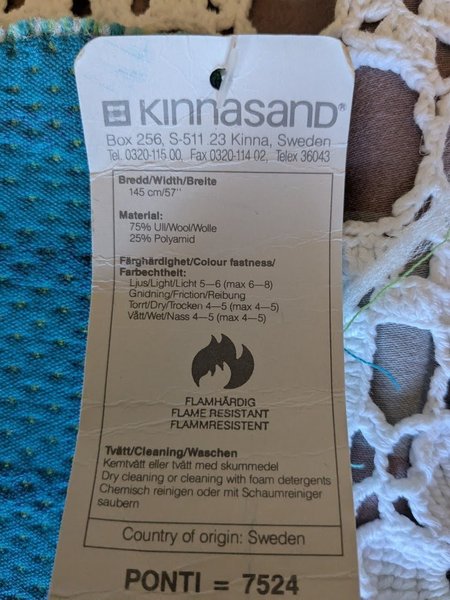 KINNASAND®
Box 256, S-511 23 Kinna, Sweden
Tel. 0320-115 00, Fax 0320-114 02, Telex 36043
Bredd/Width/Breite
145 cm/57''
Material:
75% Ull/Wool/Wolle
25% Polyamid
Färghärdighet/Colour fastness/
Farbechtheit:
Ljus/Light/Licht 5—6 (max 6—8)
Gnidning/Friction/Reibung
Torrt/Dry/Trocken 4—5 (max 4—5)
Vått/Wet/Nass 4—5 (max 4—5)
FLAMHÄRDIG
FLAME RESISTANT
FLAMMRESISTENT
Tvätt/Cleaning/Waschen
Kemtvätt eller tvätt med skummedel
Dry cleaning or cleaning with foam detergents
Chemisch reinigen oder mit Schaumreiniger
saubern
Country of origin: Sweden
PONTI = 7524